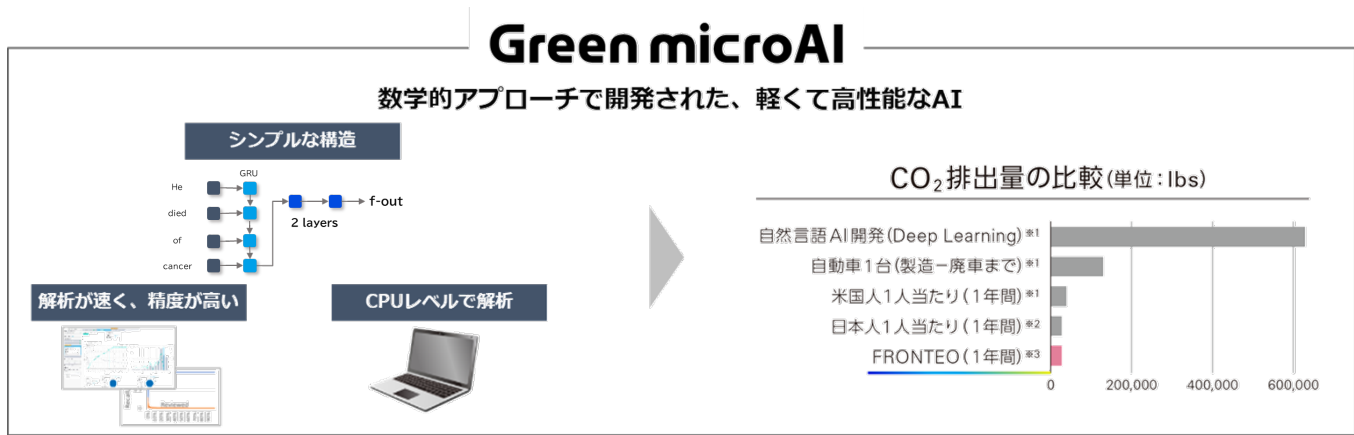 Green microAI
数学的アプローチで開発された、軽くて高性能なAI
シンプルな構造
GRU
He
died
of
cancer
2 layers
f-out
解析が速く、精度が高い
CPUレベルで解析
Recall
CO₂排出量の比較(単位:lbs)
自然言語AI開発(Deep Learning)※1
自動車1台(製造ー廃車まで)※1
米国人1人当たり(1年間)※1
日本人1人当たり(1年間)※2
FRONTEO(1年間)※3
0 200,000 400,000 600,000